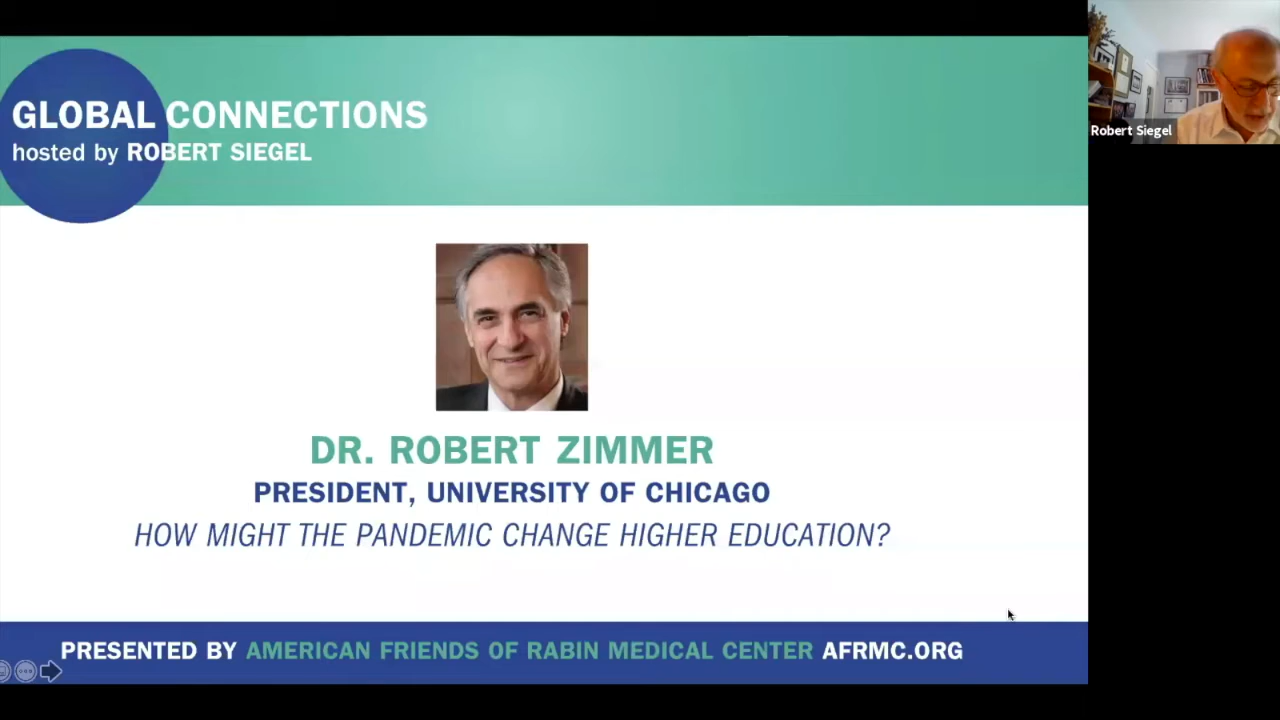 GLOBAL CONNECTIONS
hosted by ROBERT SIEGEL
Robert Siegel
DR. ROBERT ZIMMER
PRESIDENT, UNIVERSITY OF CHICAGO
HOW MIGHT THE PANDEMIC CHANGE HIGHER EDUCATION?
PRESENTED BY AMERICAN FRIENDS OF RABIN MEDICAL CENTER AFRMC.ORG